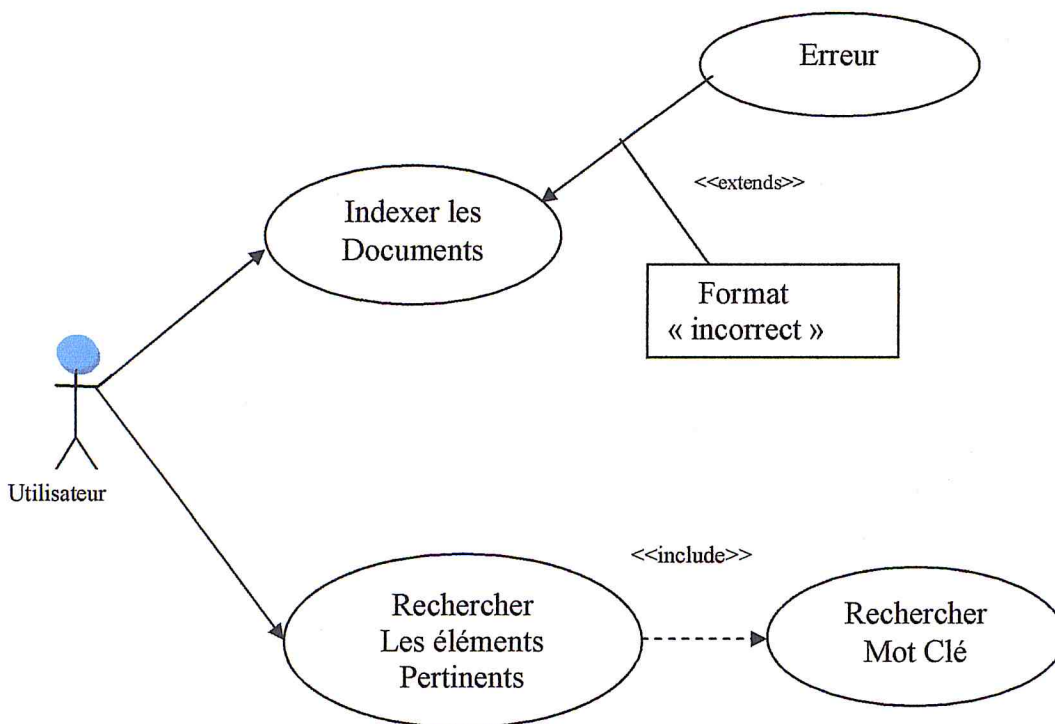 Erreur
<<extends>>
Indexer les
Documents
Format
« incorrect »
Utilisateur
<<include>>
Rechercher
Les éléments
Pertinents
Rechercher
Mot Clé